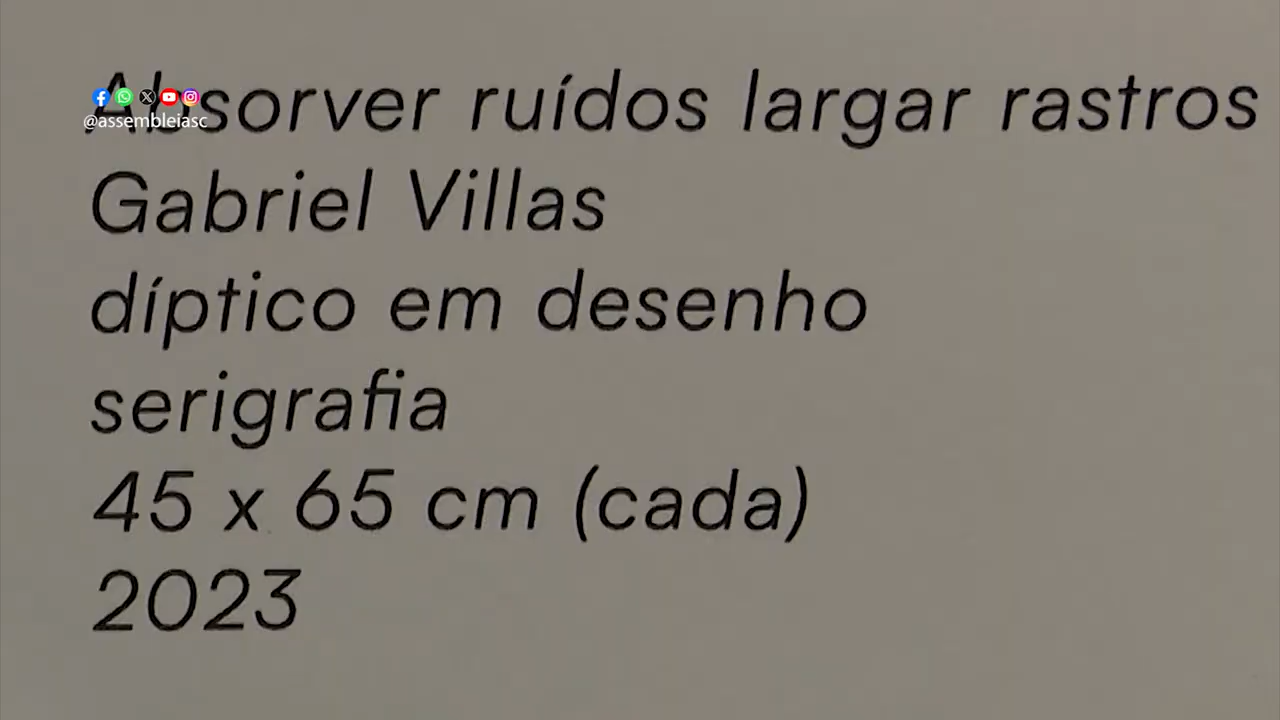 Absorver ruídos largar rastros
@assembleiasc
Gabriel Villas
díptico em desenho
serigrafia
45 x 65 cm (cada)
2023